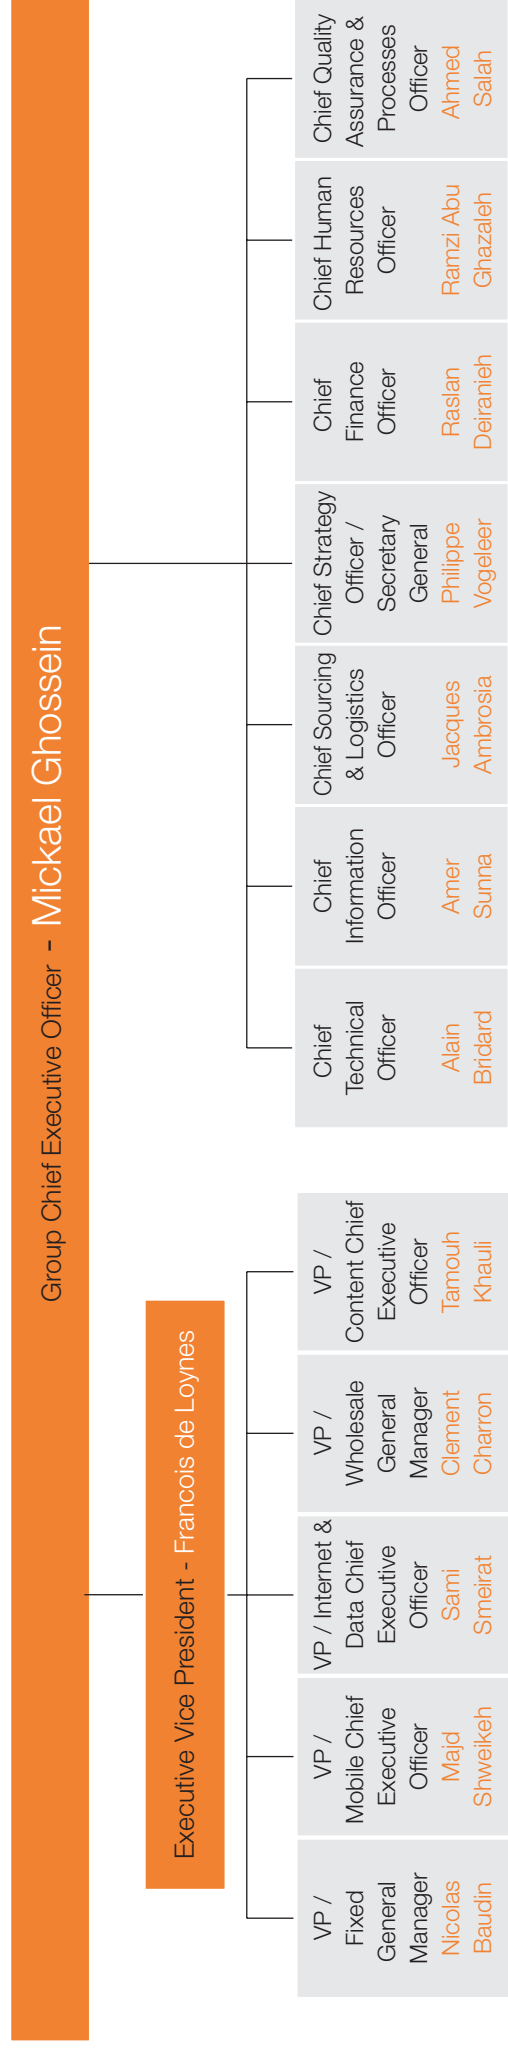 Group Chief Executive Officer - Mickael Ghossein
Executive Vice President - Francois de Loynes
VP /
Fixed
General
Manager
Nicolas
Baudin
VP /
Mobile Chief
Executive
Officer
Majd
Shweikeh
VP / Internet &
Data Chief
Executive
Officer
Sami
Smeirat
VP /
Wholesale
General
Manager
Clement
Charron
VP /
Content Chief
Executive
Officer
Tamouh
Khauli
Chief
Technical
Officer
Alain
Bridard
Chief
Information
Officer
Amer
Sunna
Chief Sourcing
& Logistics
Officer
Jacques
Ambrosia
Chief Strategy
Officer /
Secretary
General
Philippe
Vogeleer
Chief
Finance
Officer
Raslan
Deiranieh
Chief Human
Resources
Officer
Ramzi Abu
Ghazaleh
Chief Quality
Assurance &
Processes
Officer
Ahmed
Salah